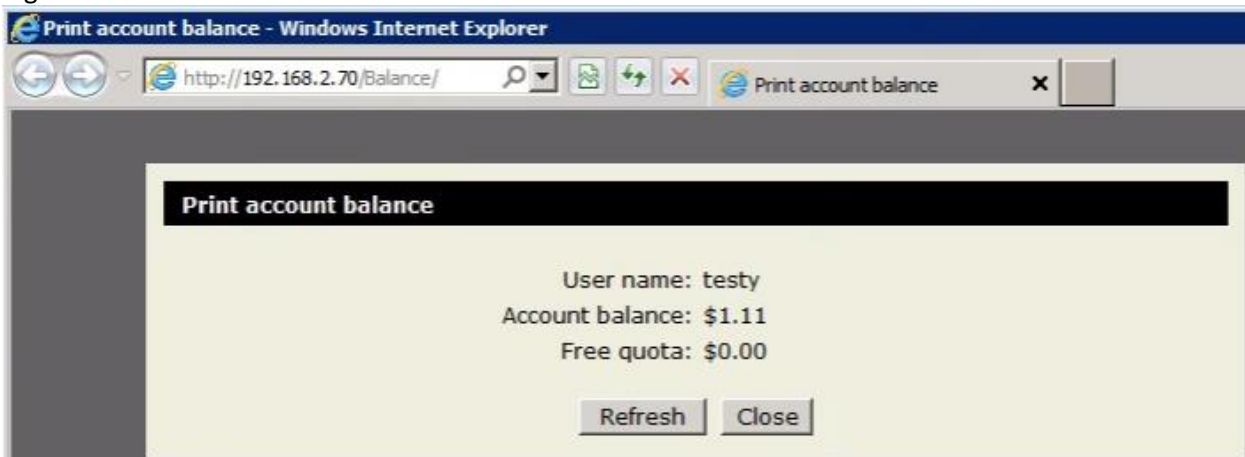 Print account balance - Windows Internet Explorer
http://192.168.2.70/Balance/
Print account balance
Print account balance
User name: testy
Account balance: $1.11
Free quota: $0.00
Refresh Close